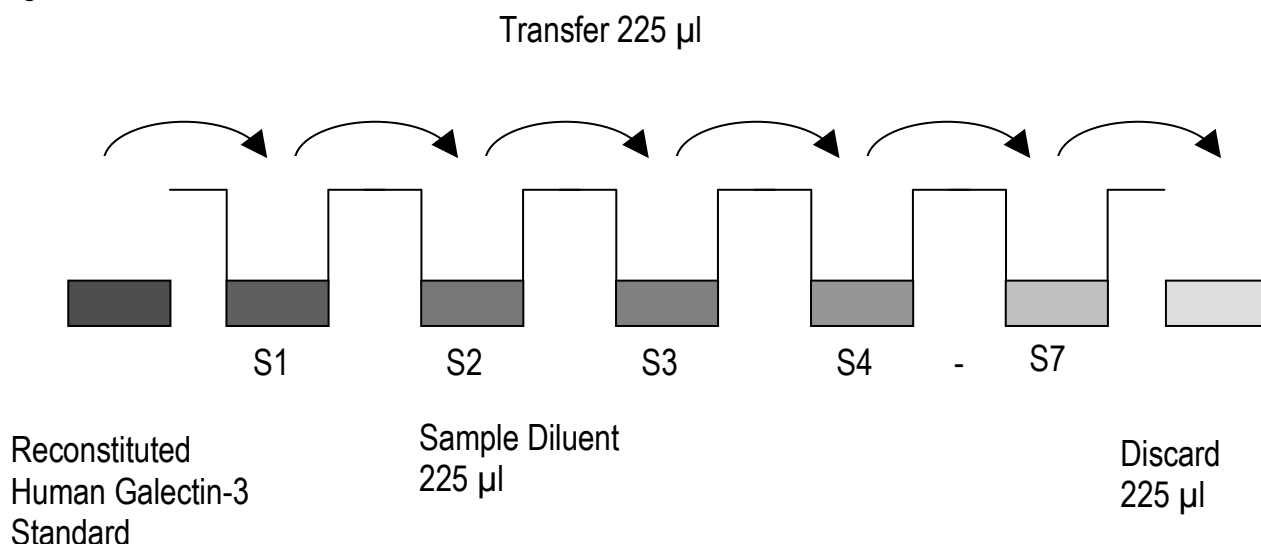 Transfer 225 µl
S1 S2 S3 S4 - S7
Reconstituted
Human Galectin-3
Standard
Sample Diluent
225 µl
Discard
225 µl